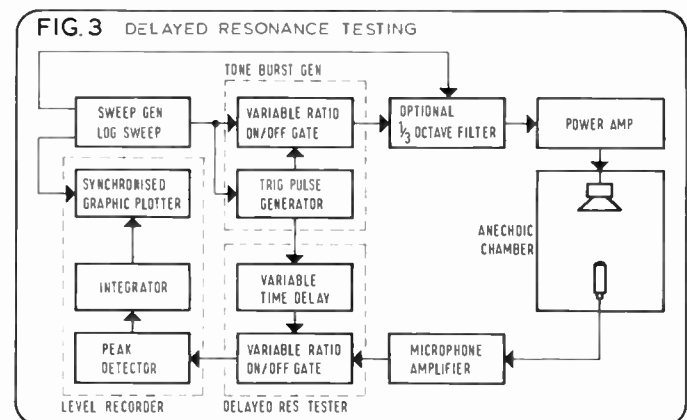 FIG. 3 DELAYED RESONANCE TESTING
TONE BURST GEN
SWEEP GEN
LOG SWEEP
VARIABLE RATIO
ON/OFF GATE
OPTIONAL
1/3 OCTAVE FILTER
POWER AMP
SYNCHRONISED
GRAPHIC PLOTTER
TRIG PULSE
GENERATOR
ANECHOIC
CHAMBER
INTEGRATOR
VARIABLE
TIME DELAY
PEAK
DETECTOR
VARIABLE RATIO
ON/OFF GATE
MICROPHONE
AMPLIFIER
LEVEL RECORDER
DELAYED RES TESTER